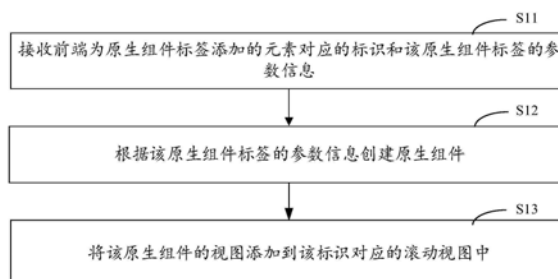 S11
接收前端为原生组件标签添加的元素对应的标识和该原生组件标签的参
数信息
S12
根据该原生组件标签的参数信息创建原生组件
S13
将该原生组件的视图添加到该标识对应的滚动视图中